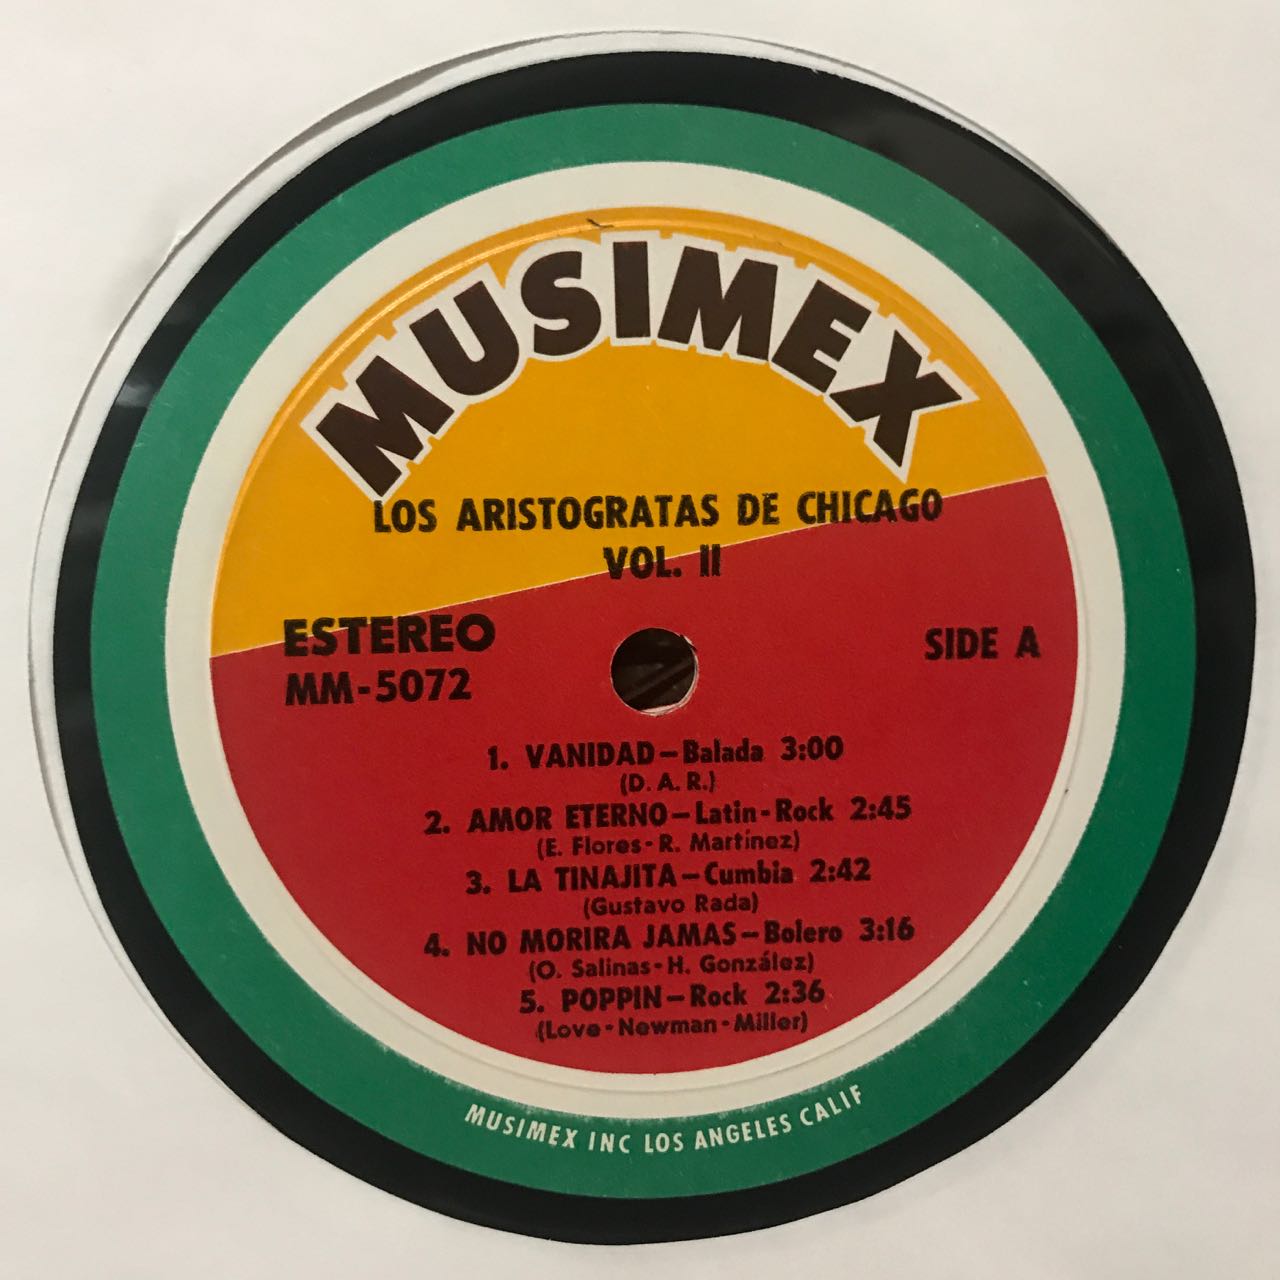 MUSIMEX
LOS ARISTOGRATAS DE CHICAGO
VOL. II
ESTEREO
MM-5072
SIDE A
1. VANIDAD—Balada 3:00
(D. A. R.)
2. AMOR ETERNO—Latin-Rock 2:45
(E. Flores-R. Martínez)
3. LA TINAJITA—Cumbia 2:42
(Gustavo Rada)
4. NO MORIRA JAMAS—Bolero 3:16
(O. Salinas-H. González)
5. POPPIN—Rock 2:36
(Love-Newman-Miller)
MUSIMEX INC LOS ANGELES CALIF